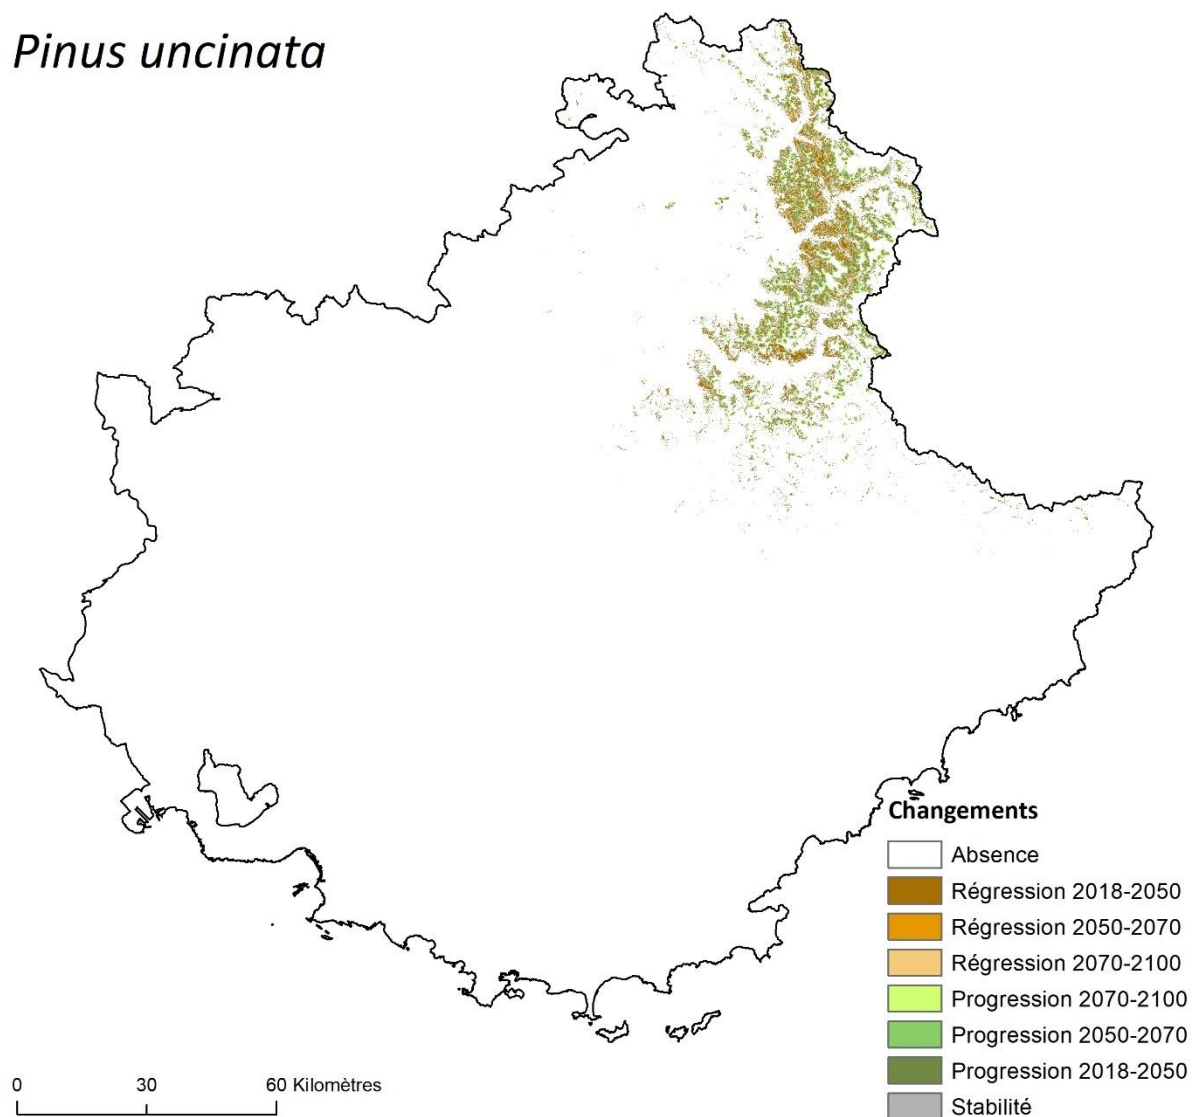 Pinus uncinata
Changements
Absence
Régression 2018-2050
Régression 2050-2070
Régression 2070-2100
Progression 2070-2100
Progression 2050-2070
Progression 2018-2050
Stabilité
0 30 60 Kilomètres